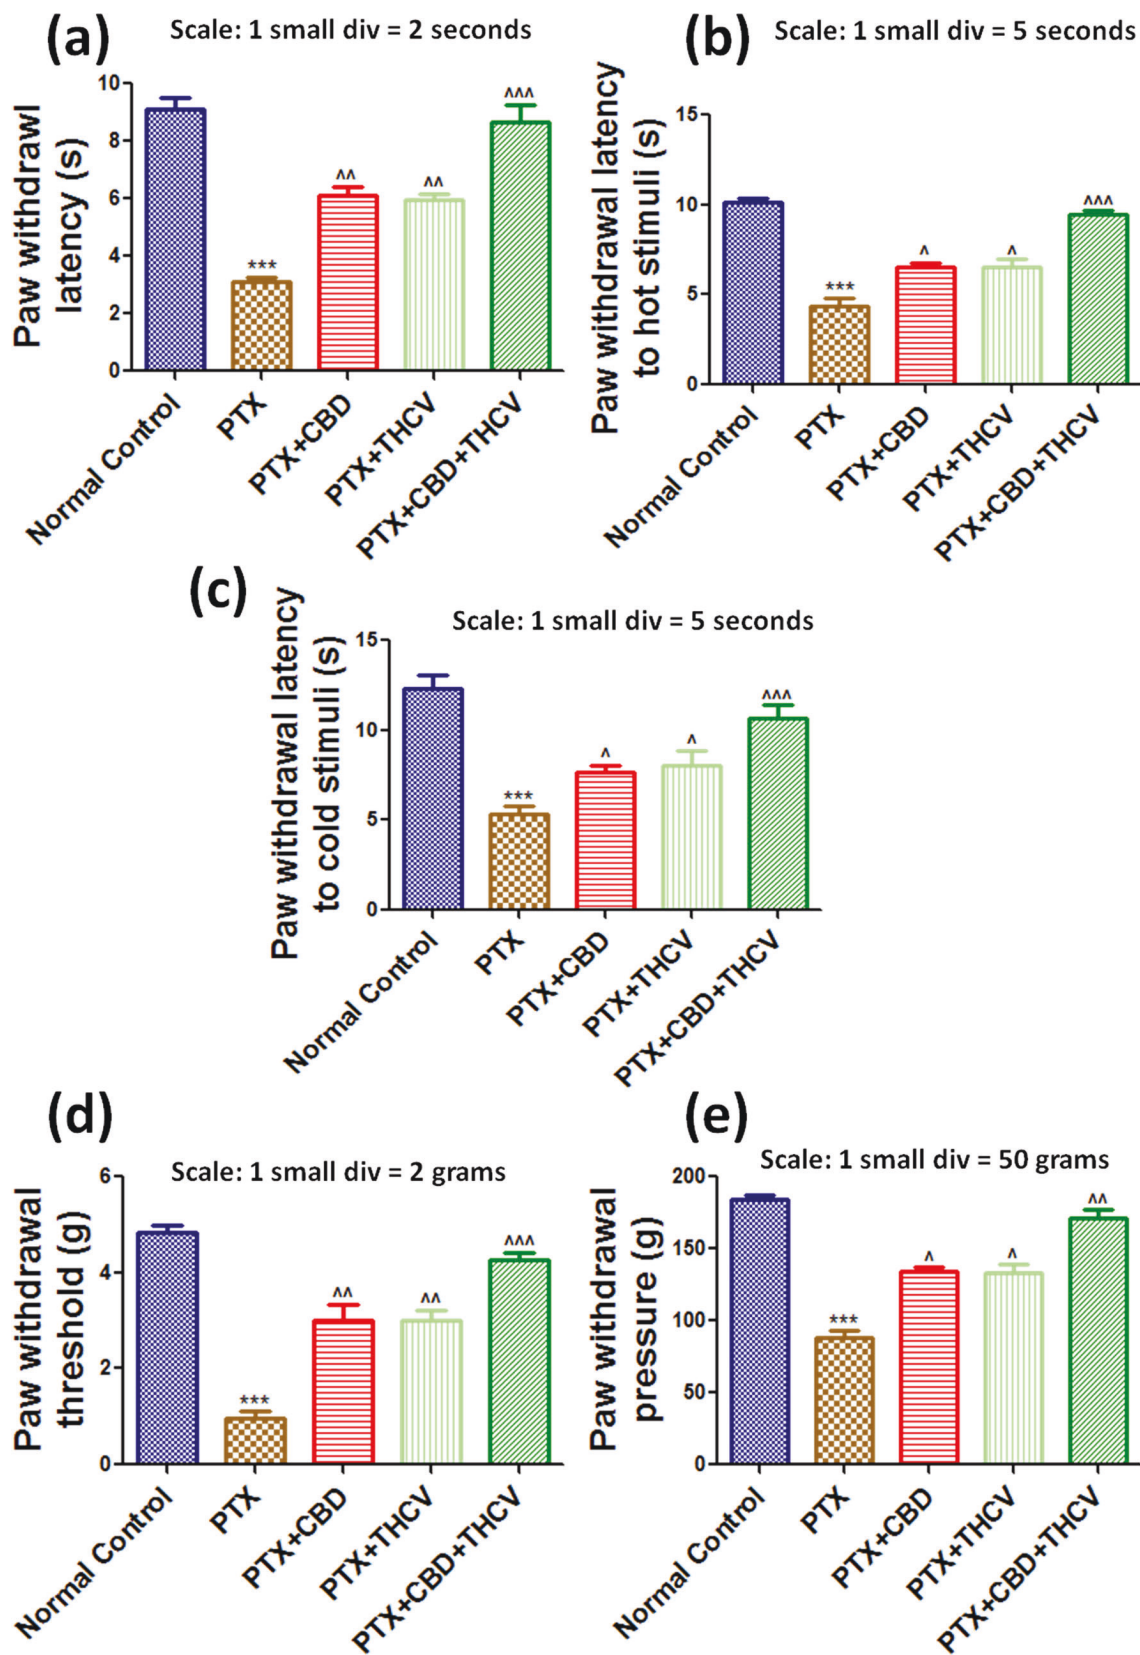 (a)
Scale: 1 small div = 2 seconds
Paw withdrawl
latency (s)
10
8
6
4
2
0
***
^^
^^
^^^
Normal Control
PTX
PTX+CBD
PTX+THCV
PTX+CBD+THCV
(b)
Scale: 1 small div = 5 seconds
Paw withdrawal latency
to hot stimuli (s)
15
10
5
0
***
^
^
^^^
Normal Control
PTX
PTX+CBD
PTX+THCV
PTX+CBD+THCV
(c)
Scale: 1 small div = 5 seconds
Paw withdrawal latency
to cold stimuli (s)
15
10
5
0
***
^
^
^^^
Normal Control
PTX
PTX+CBD
PTX+THCV
PTX+CBD+THCV
(d)
Scale: 1 small div = 2 grams
Paw withdrawal
threshold (g)
6
4
2
0
***
^^
^^
^^^
Normal Control
PTX
PTX+CBD
PTX+THCV
PTX+CBD+THCV
(e)
Scale: 1 small div = 50 grams
Paw withdrawal
pressure (g)
200
150
100
50
0
***
^
^
^^
Normal Control
PTX
PTX+CBD
PTX+THCV
PTX+CBD+THCV